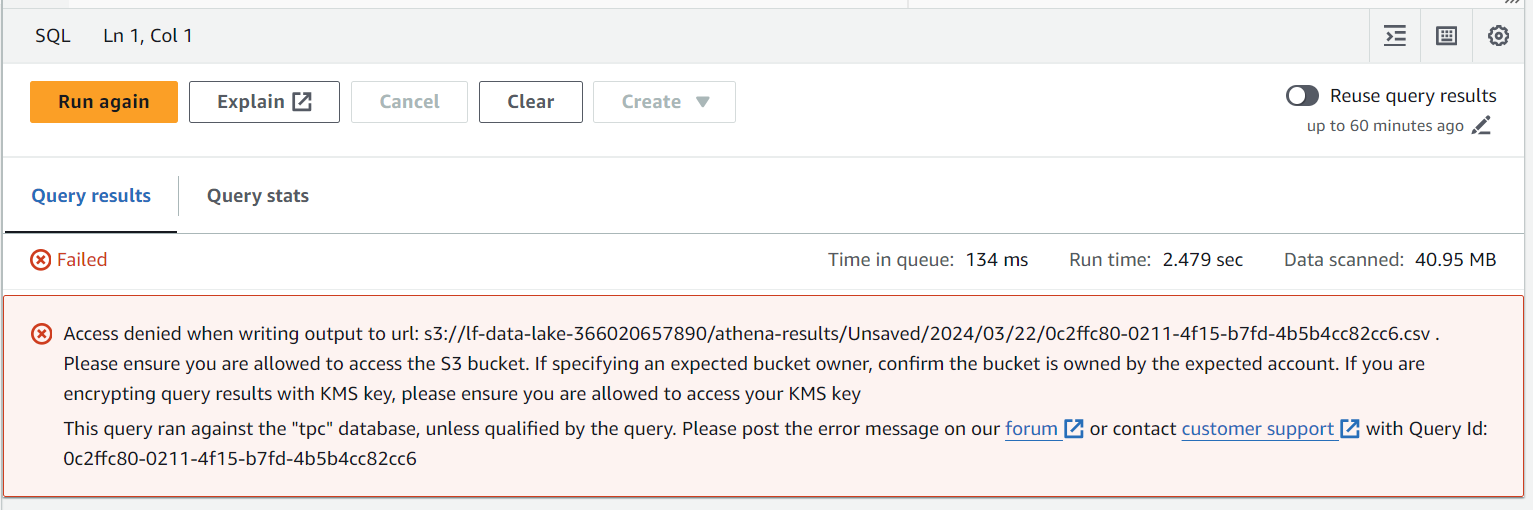 SQL Ln 1, Col 1
Run again Explain Cancel Clear Create Reuse query results
up to 60 minutes ago
Query results Query stats
Failed Time in queue: 134 ms Run time: 2.479 sec Data scanned: 40.95 MB
Access denied when writing output to url: s3://lf-data-lake-366020657890/athena-results/Unsaved/2024/03/22/0c2ffc80-0211-4f15-b7fd-4b5b4cc82cc6.csv .
Please ensure you are allowed to access the S3 bucket. If specifying an expected bucket owner, confirm the bucket is owned by the expected account. If you are
encrypting query results with KMS key, please ensure you are allowed to access your KMS key
This query ran against the "tpc" database, unless qualified by the query. Please post the error message on our forum or contact customer support with Query Id:
0c2ffc80-0211-4f15-b7fd-4b5b4cc82cc6